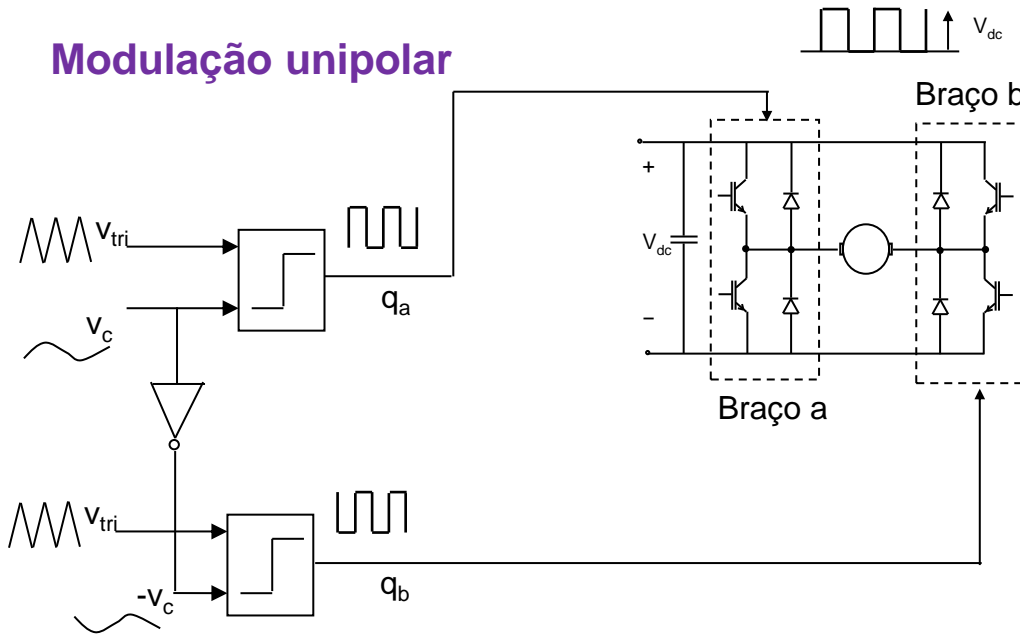 Modulação unipolar
V_dc
Braço b
+
V_dc
−
v_tri
q_a
v_c
Braço a
v_tri
q_b
-v_c